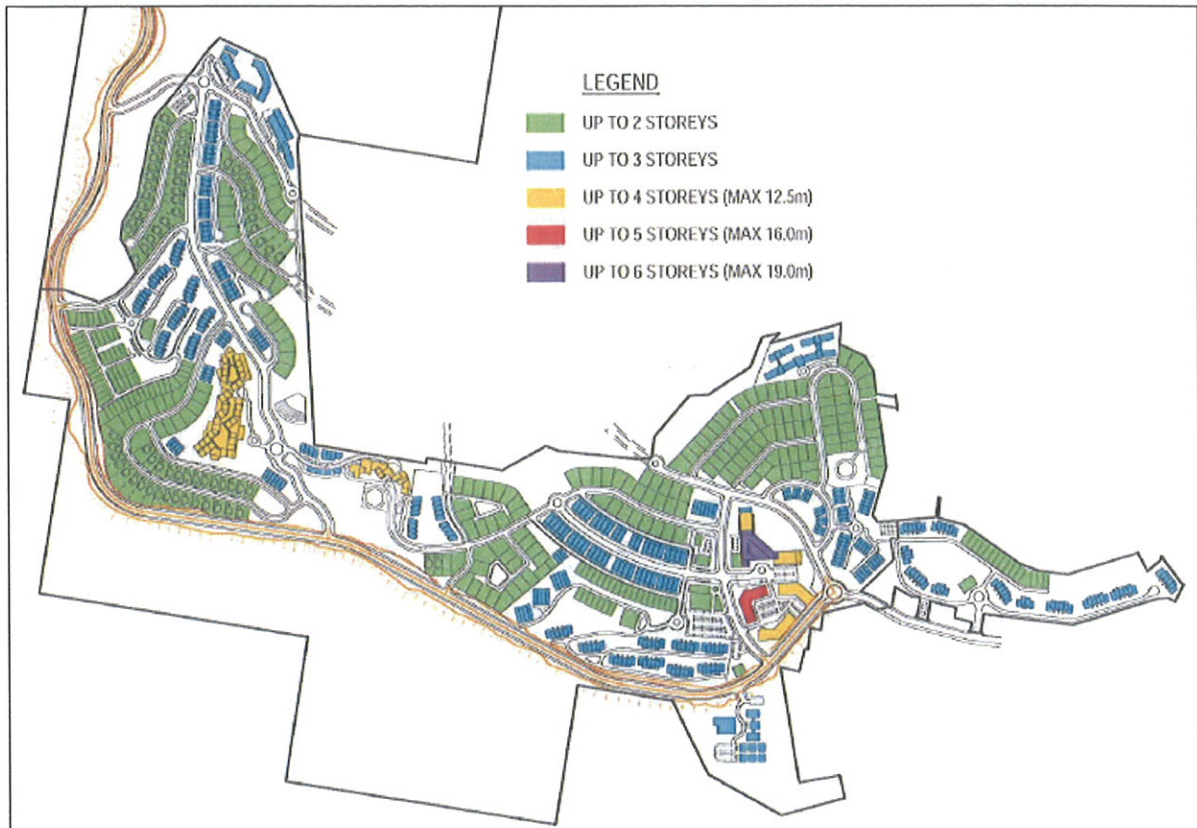 LEGEND
UP TO 2 STOREYS
UP TO 3 STOREYS
UP TO 4 STOREYS (MAX 12.5m)
UP TO 5 STOREYS (MAX 16.0m)
UP TO 6 STOREYS (MAX 19.0m)